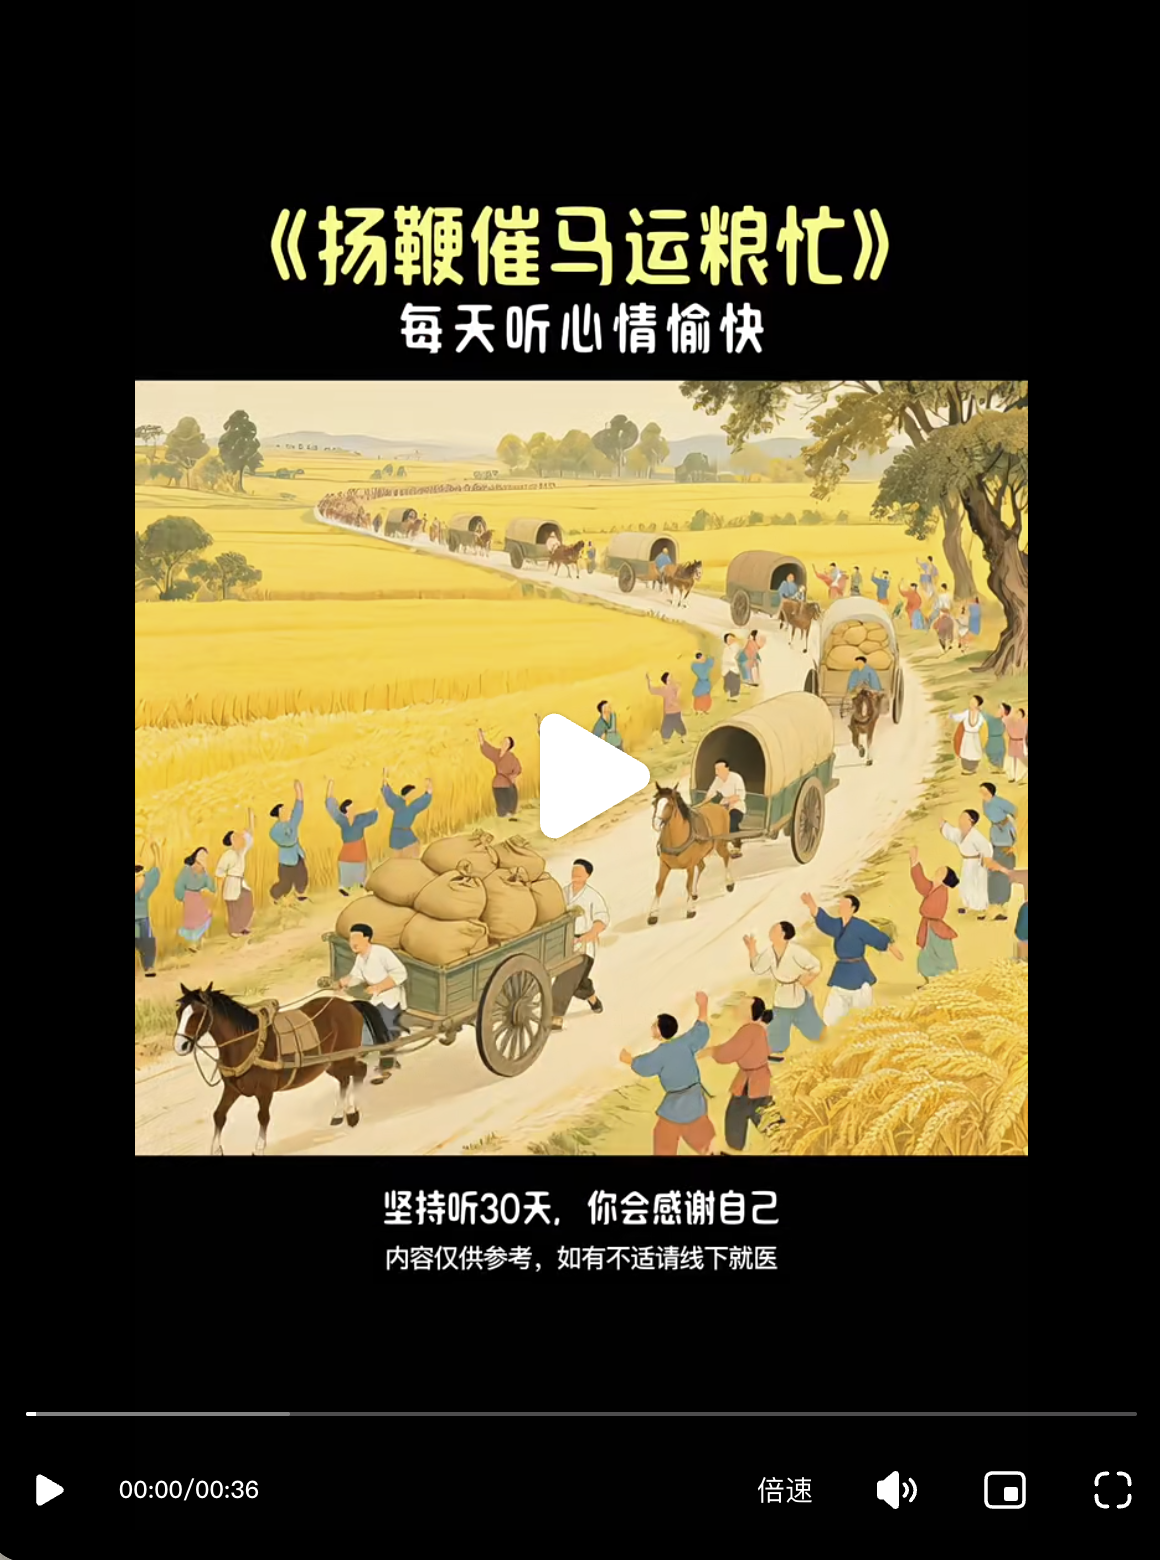 《扬鞭催马运粮忙》
每天听心情愉快
坚持听30天，你会感谢自己
内容仅供参考，如有不适请线下就医
00:00/00:36
倍速